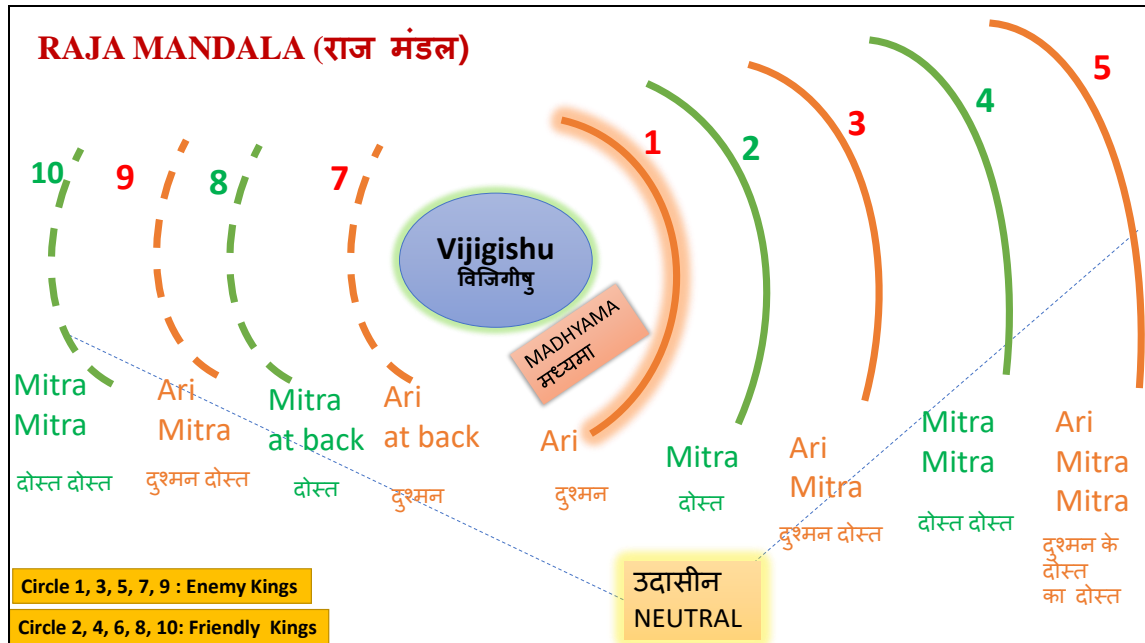 RAJA MANDALA (राज मंडल)
5
4
3
2
1
7
8
9
10
Vijigishu
विजिगीषु
MADHYAMA
मध्यमा
Mitra
Mitra
दोस्त दोस्त
Ari
Mitra
दुश्मन दोस्त
Mitra
at back
दोस्त
Ari
at back
दुश्मन
Ari
दुश्मन
Mitra
दोस्त
Ari
Mitra
दुश्मन दोस्त
Mitra
Mitra
दोस्त दोस्त
Ari
Mitra
Mitra
दुश्मन के
दोस्त
का दोस्त
उदासीन
NEUTRAL
Circle 1, 3, 5, 7, 9 : Enemy Kings
Circle 2, 4, 6, 8, 10: Friendly Kings